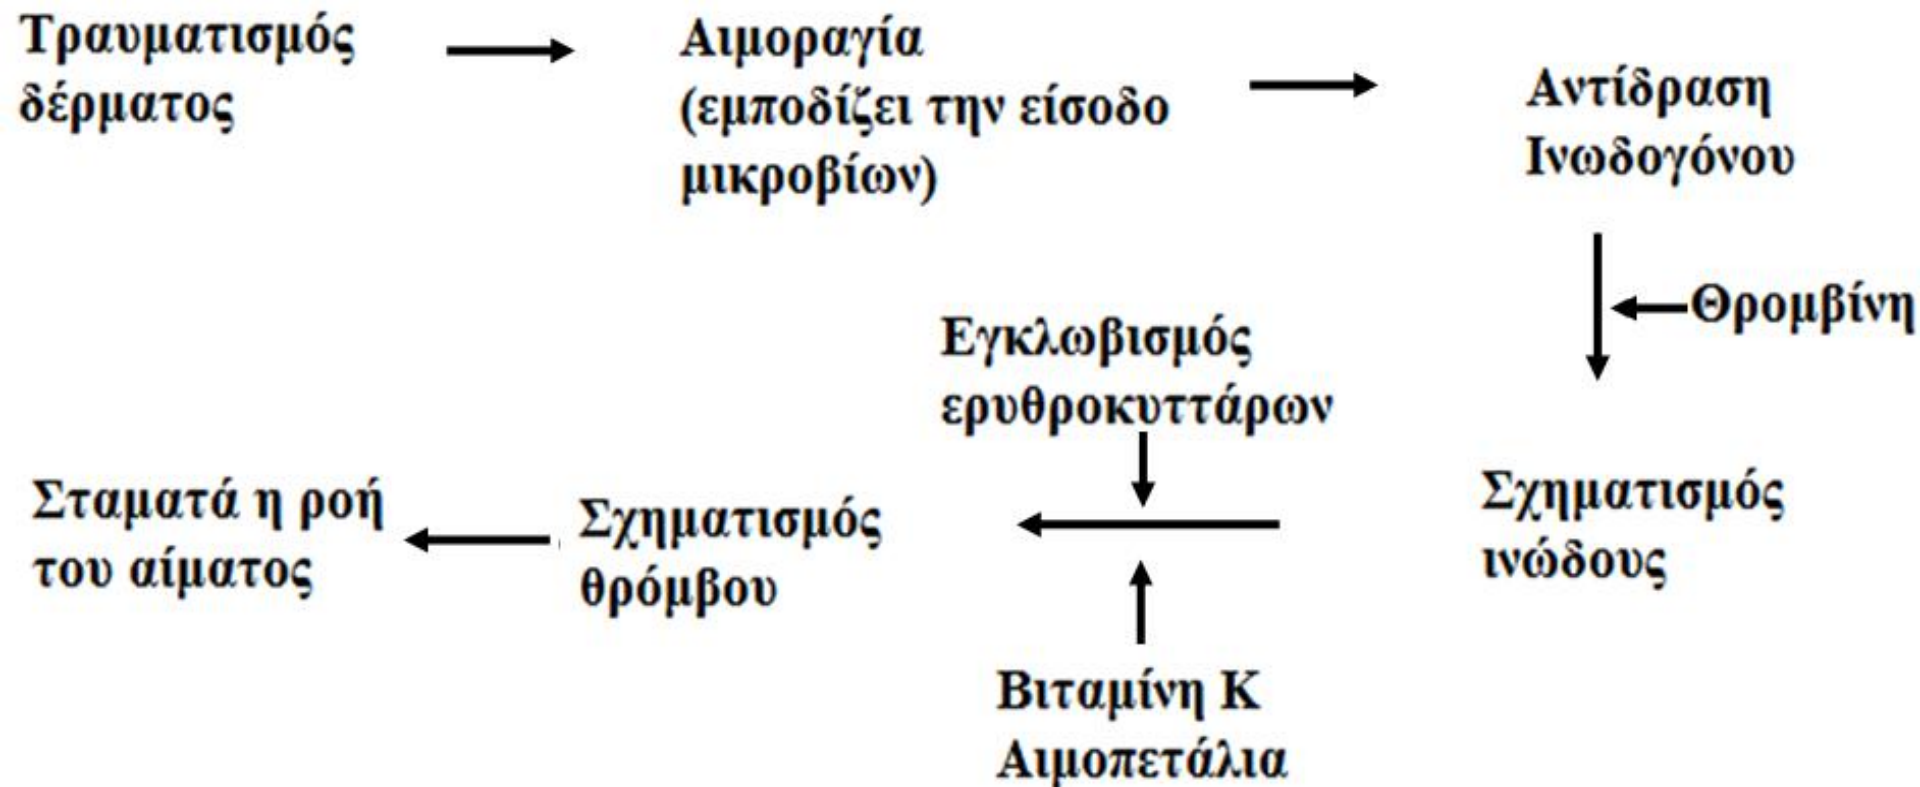 Τραυματισμός
δέρματος
Αιμοραγία
(εμποδίζει την είσοδο
μικροβίων)
Αντίδραση
Ινωδογόνου
Θρομβίνη
Σχηματισμός
ινώδους
Εγκλωβισμός
ερυθροκυττάρων
Βιταμίνη Κ
Αιμοπετάλια
Σχηματισμός
θρόμβου
Σταματά η ροή
του αίματος